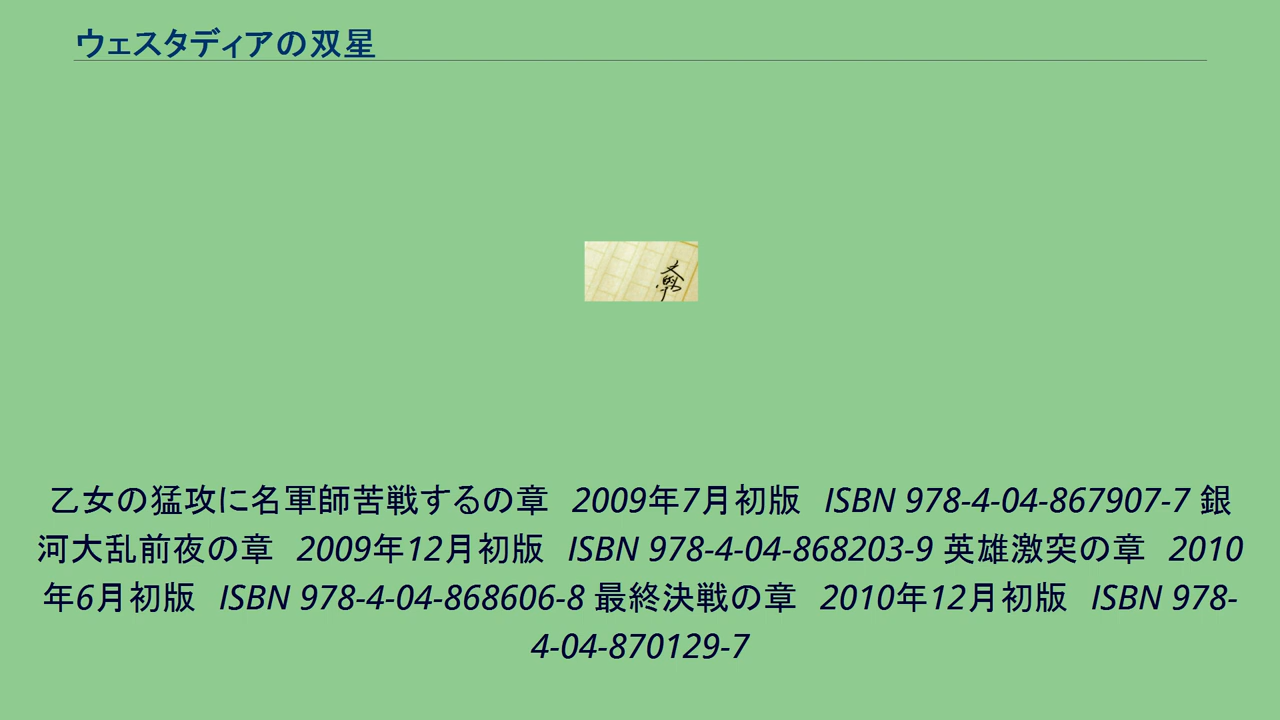 ウェスタディアの双星
乙女の猛攻に名軍師苦戦するの章 2009年7月初版 ISBN 978-4-04-867907-7 銀
河大乱前夜の章 2009年12月初版 ISBN 978-4-04-868203-9 英雄激突の章 2010
年6月初版 ISBN 978-4-04-868606-8 最終決戦の章 2010年12月初版 ISBN 978-
4-04-870129-7